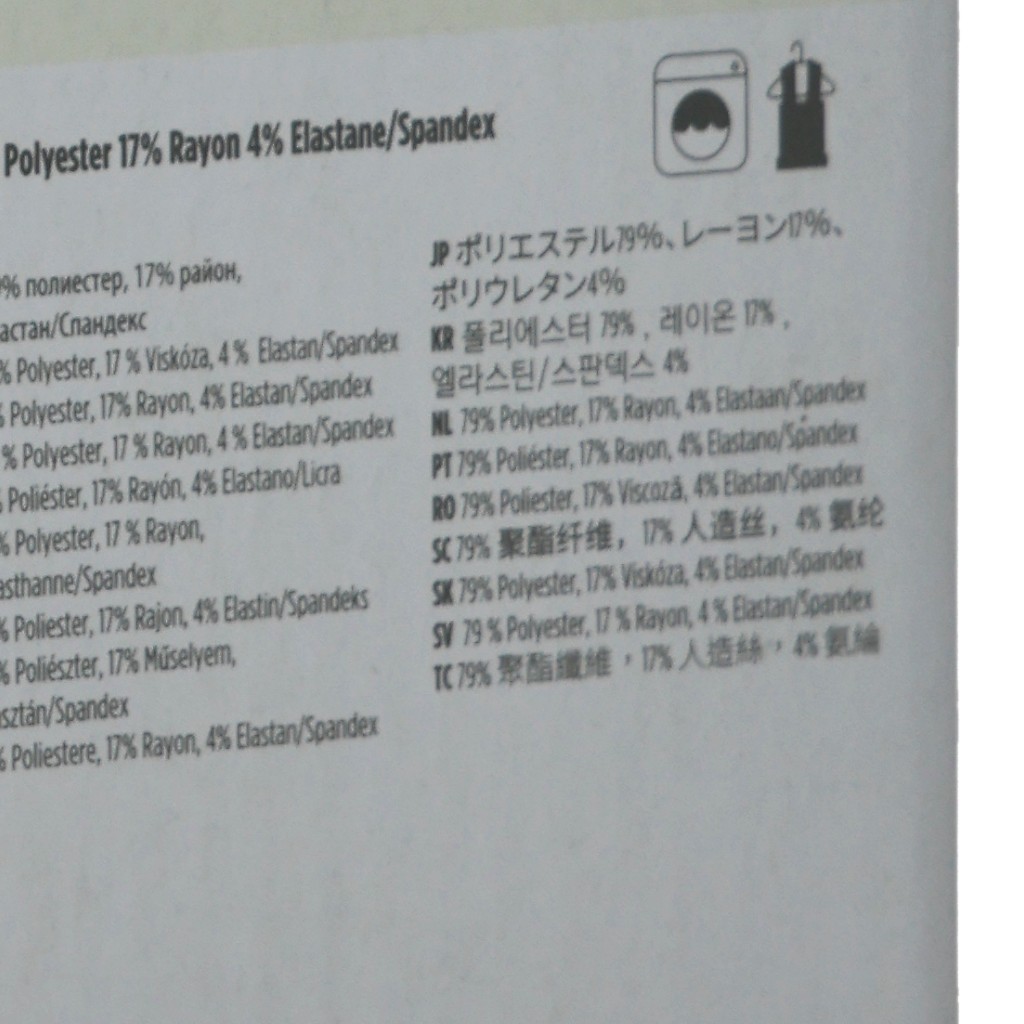 Polyester 17% Rayon 4% Elastane/Spandex
9% полиестер, 17% район,
астан/Спандекс
% Polyester, 17 % Viskóza, 4 % Elastan/Spandex
% Polyester, 17% Rayon, 4% Elastan/Spandex
% Polyester, 17 % Rayon, 4 % Elastan/Spandex
% Poliéster, 17% Rayón, 4% Elastano/Licra
% Polyester, 17 % Rayon,
asthanne/Spandex
% Poliester, 17% Rajon, 4% Elastin/Spandeks
% Poliészter, 17% Műselyem,
sztán/Spandex
% Poliestere, 17% Rayon, 4% Elastan/Spandex
JP ポリエステル79%、レーヨン17%、
ポリウレタン4%
KR 폴리에스터 79% , 레이온 17% ,
엘라스틴/스판덱스 4%
NL 79% Polyester, 17% Rayon, 4% Elastaan/Spandex
PT 79% Poliéster, 17% Rayon, 4% Elastano/Spandex
RO 79% Poliester, 17% Viscoză, 4% Elastan/Spandex
SC 79% 聚酯纤维，17% 人造丝，4% 氨纶
SK 79% Polyester, 17% Viskóza, 4% Elastan/Spandex
SV 79 % Polyester, 17 % Rayon, 4 % Elastan/Spandex
TC 79% 聚酯纖維，17% 人造絲，4% 氨綸